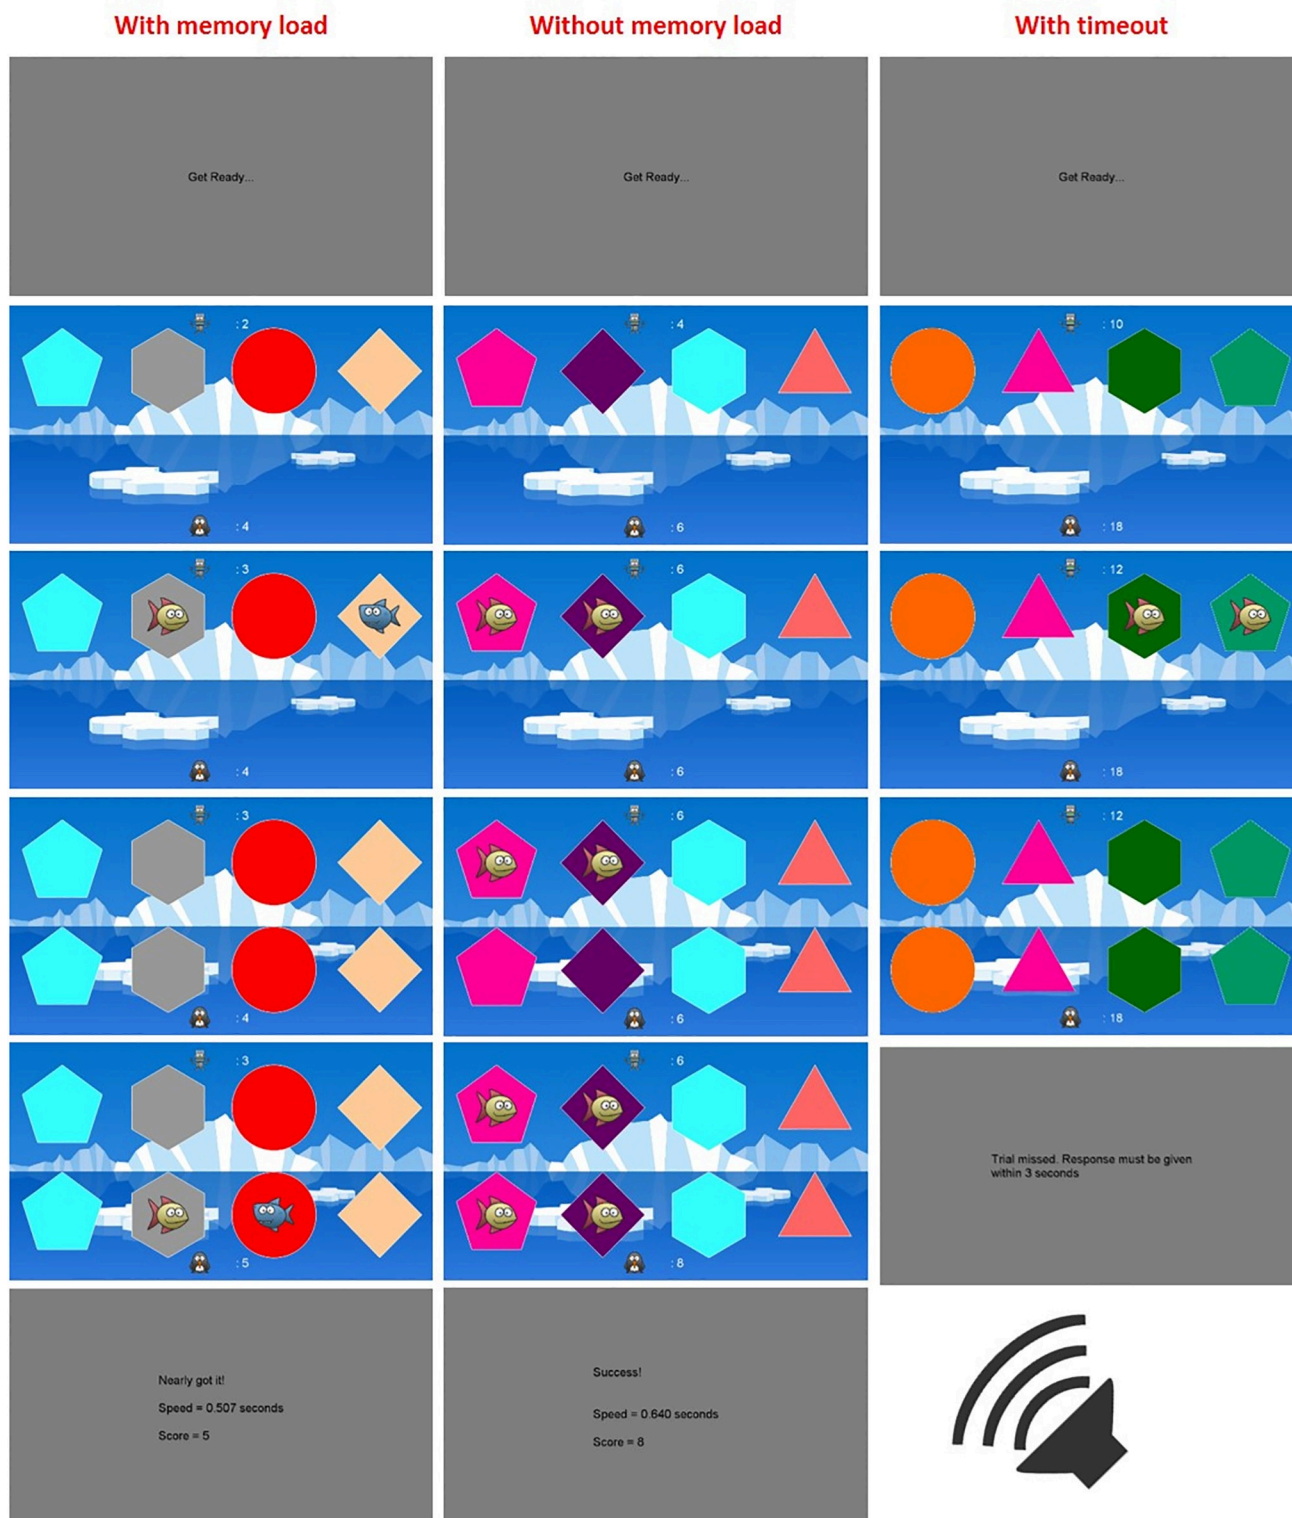 With memory load
Without memory load
With timeout
Get Ready...
Get Ready...
Get Ready...
: 2
: 4
: 10
: 4
: 6
: 18
: 3
: 6
: 12
: 4
: 6
: 18
: 3
: 6
: 12
: 4
: 6
: 18
: 3
: 6
Trial missed. Response must be given
within 3 seconds
: 5
: 8
Nearly got it!
Speed = 0.507 seconds
Score = 5
Success!
Speed = 0.640 seconds
Score = 8